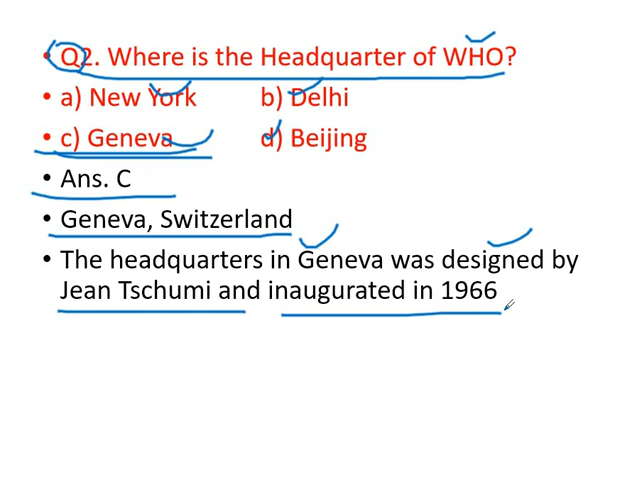 • Q2. Where is the Headquarter of WHO?
• a) New York b) Delhi
• c) Geneva d) Beijing
• Ans. C
• Geneva, Switzerland
• The headquarters in Geneva was designed by
Jean Tschumi and inaugurated in 1966